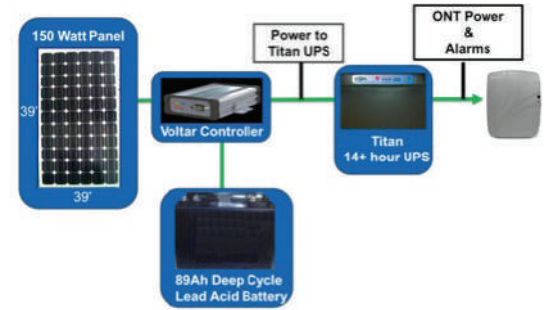 150 Watt Panel
39'
39'
Voltar Controller
Power to
Titan UPS
ONT Power
&
Alarms
Titan
14+ hour UPS
89Ah Deep Cycle
Lead Acid Battery